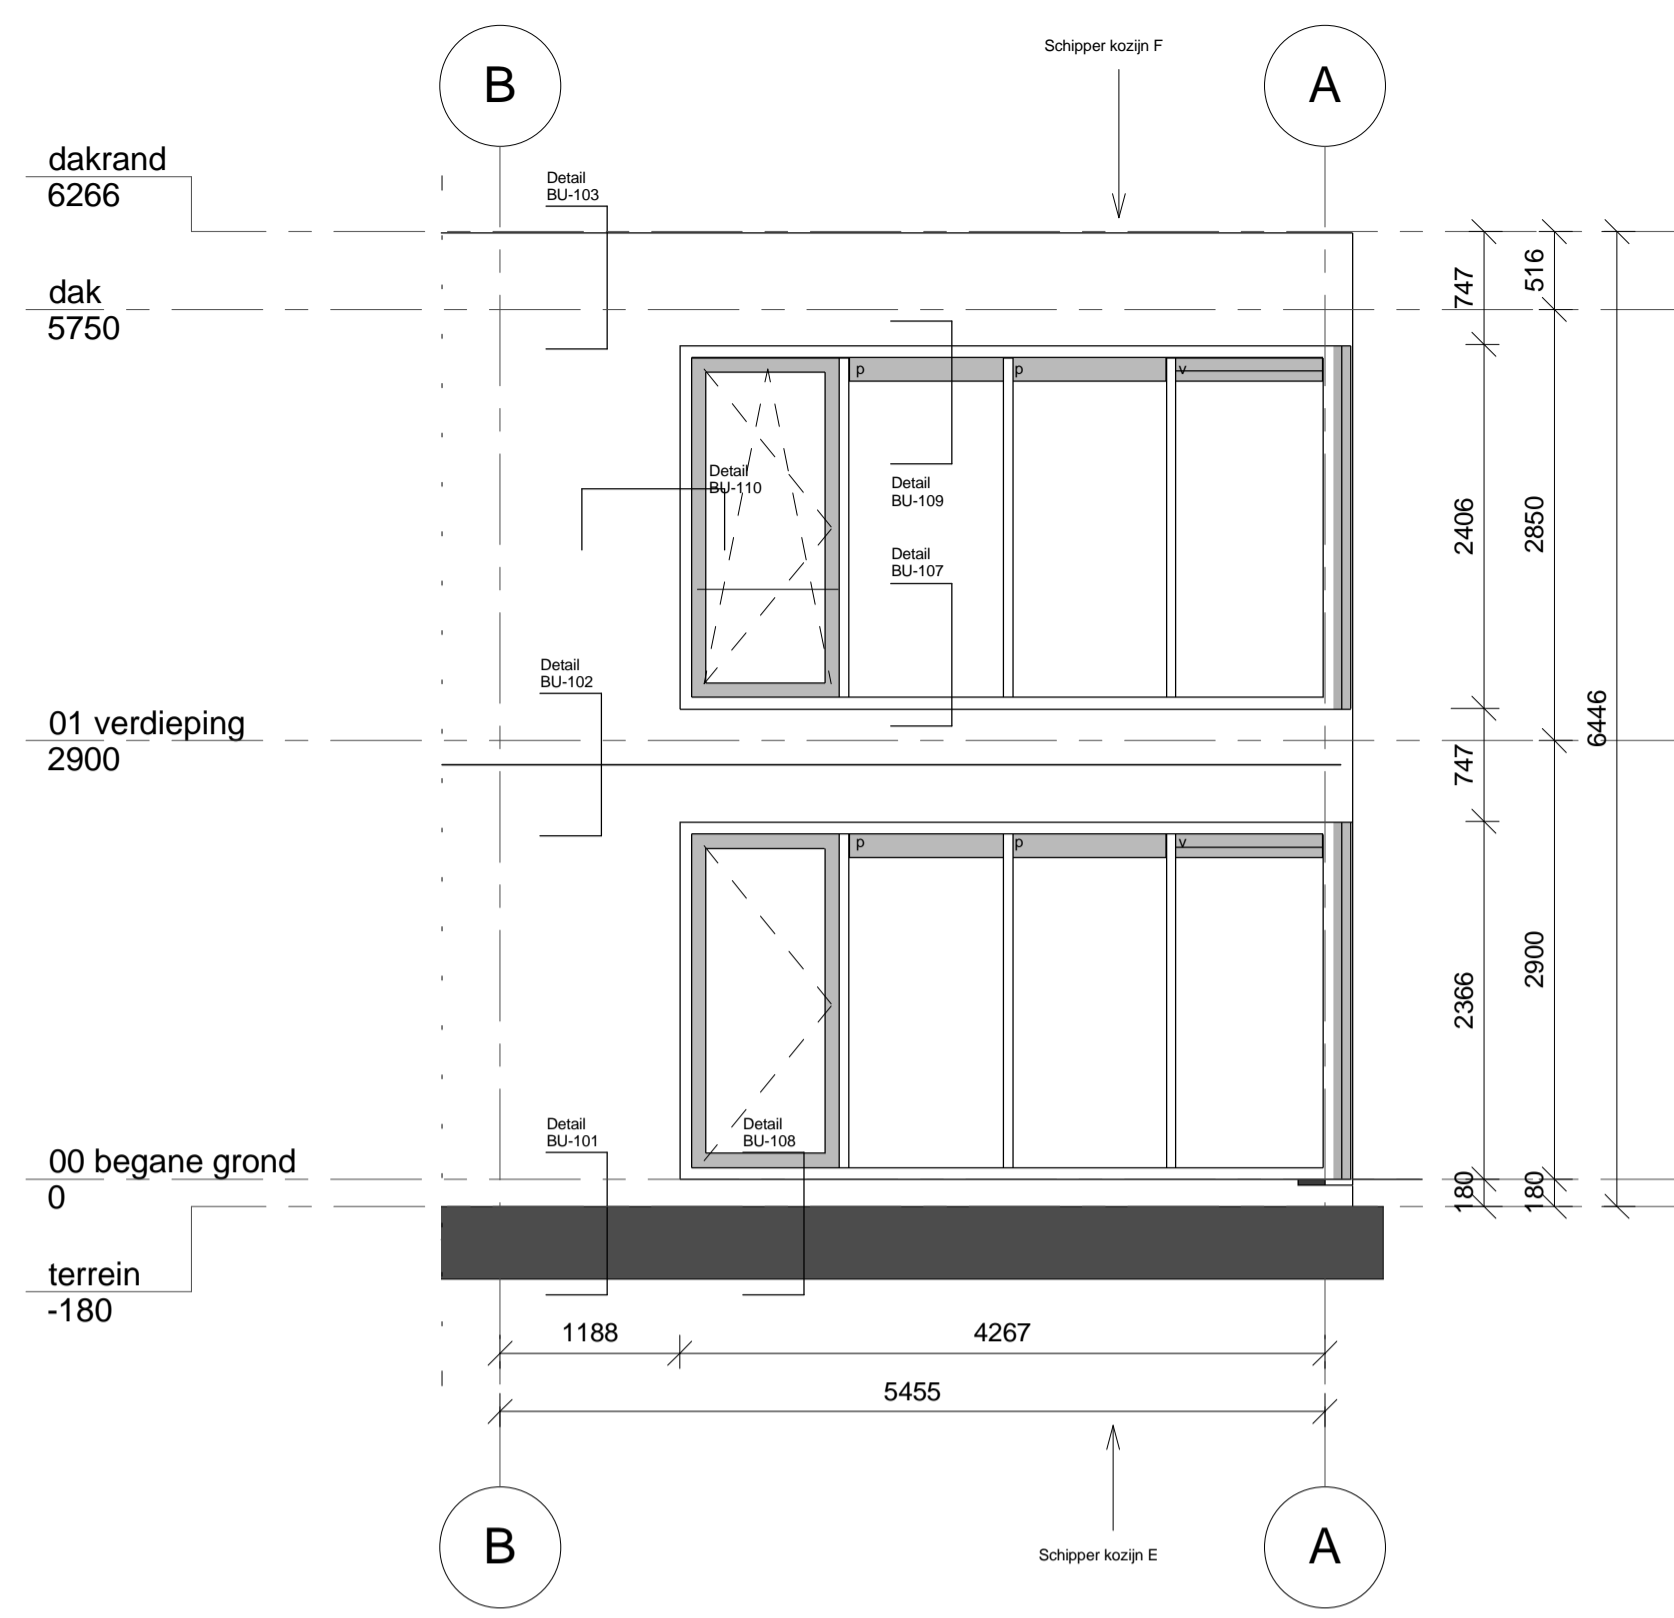 Schipper kozijn F
B
A
dakrand
6266
Detail
BU-103
747
516
dak
5750
p
p
v
Detail
BU-110
Detail
BU-109
2406
2850
Detail
BU-107
Detail
BU-102
01 verdieping
2900
6446
747
p
p
v
2366
2900
Detail
BU-101
Detail
BU-108
00 begane grond
0
180
180
terrein
-180
1188
4267
5455
B
A
Schipper kozijn E